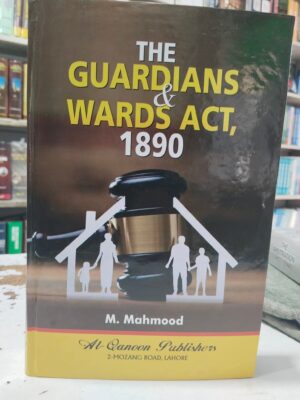 THE
GUARDIANS
&
WARDS ACT,
1890
M. Mahmood
Al-Qanoon Publishers
2-MOZANG ROAD, LAHORE